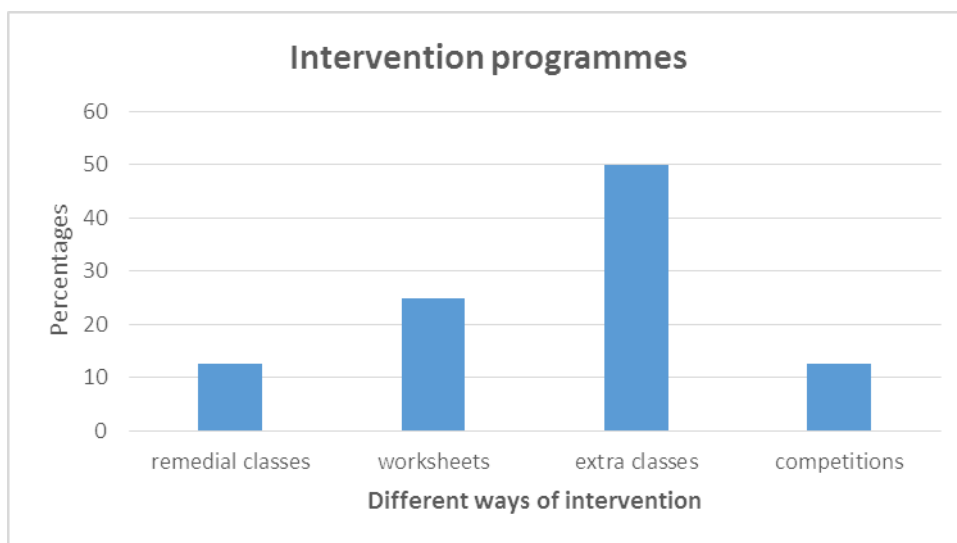 Intervention programmes
Percentages
60
50
40
30
20
10
0
remedial classes worksheets extra classes competitions
Different ways of intervention